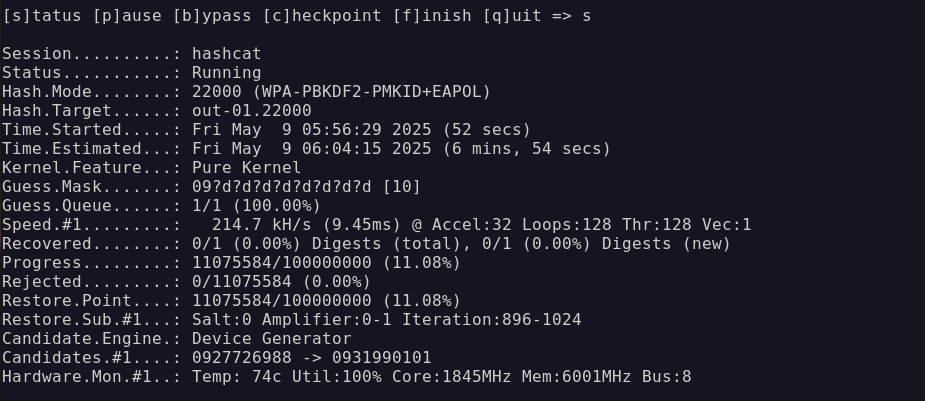 [s]tatus [p]ause [b]ypass [c]heckpoint [f]inish [q]uit => s

Session..........: hashcat
Status...........: Running
Hash.Mode........: 22000 (WPA-PBKDF2-PMKID+EAPOL)
Hash.Target......: out-01.22000
Time.Started.....: Fri May  9 05:56:29 2025 (52 secs)
Time.Estimated...: Fri May  9 06:04:15 2025 (6 mins, 54 secs)
Kernel.Feature...: Pure Kernel
Guess.Mask.......: 09?d?d?d?d?d?d?d?d [10]
Guess.Queue......: 1/1 (100.00%)
Speed.#1.........:   214.7 kH/s (9.45ms) @ Accel:32 Loops:128 Thr:128 Vec:1
Recovered........: 0/1 (0.00%) Digests (total), 0/1 (0.00%) Digests (new)
Progress.........: 11075584/100000000 (11.08%)
Rejected.........: 0/11075584 (0.00%)
Restore.Point....: 11075584/100000000 (11.08%)
Restore.Sub.#1...: Salt:0 Amplifier:0-1 Iteration:896-1024
Candidate.Engine.: Device Generator
Candidates.#1....: 0927726988 -> 0931990101
Hardware.Mon.#1..: Temp: 74c Util:100% Core:1845MHz Mem:6001MHz Bus:8